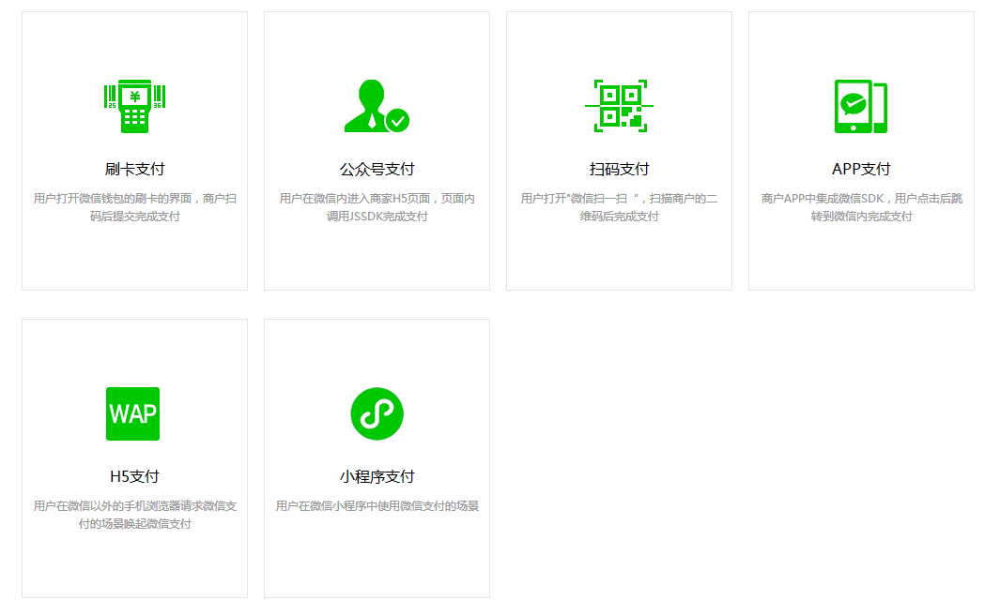 刷卡支付
用户打开微信钱包的刷卡的界面，商户扫
码后提交完成支付
公众号支付
用户在微信内进入商家H5页面，页面内
调用JSSDK完成支付
扫码支付
用户打开"微信扫一扫“，扫描商户的二
维码后完成支付
APP支付
商户APP中集成微信SDK，用户点击后跳
转到微信内完成支付
WAP
H5支付
用户在微信以外的手机浏览器请求微信支
付的场景唤起微信支付
小程序支付
用户在微信小程序中使用微信支付的场景